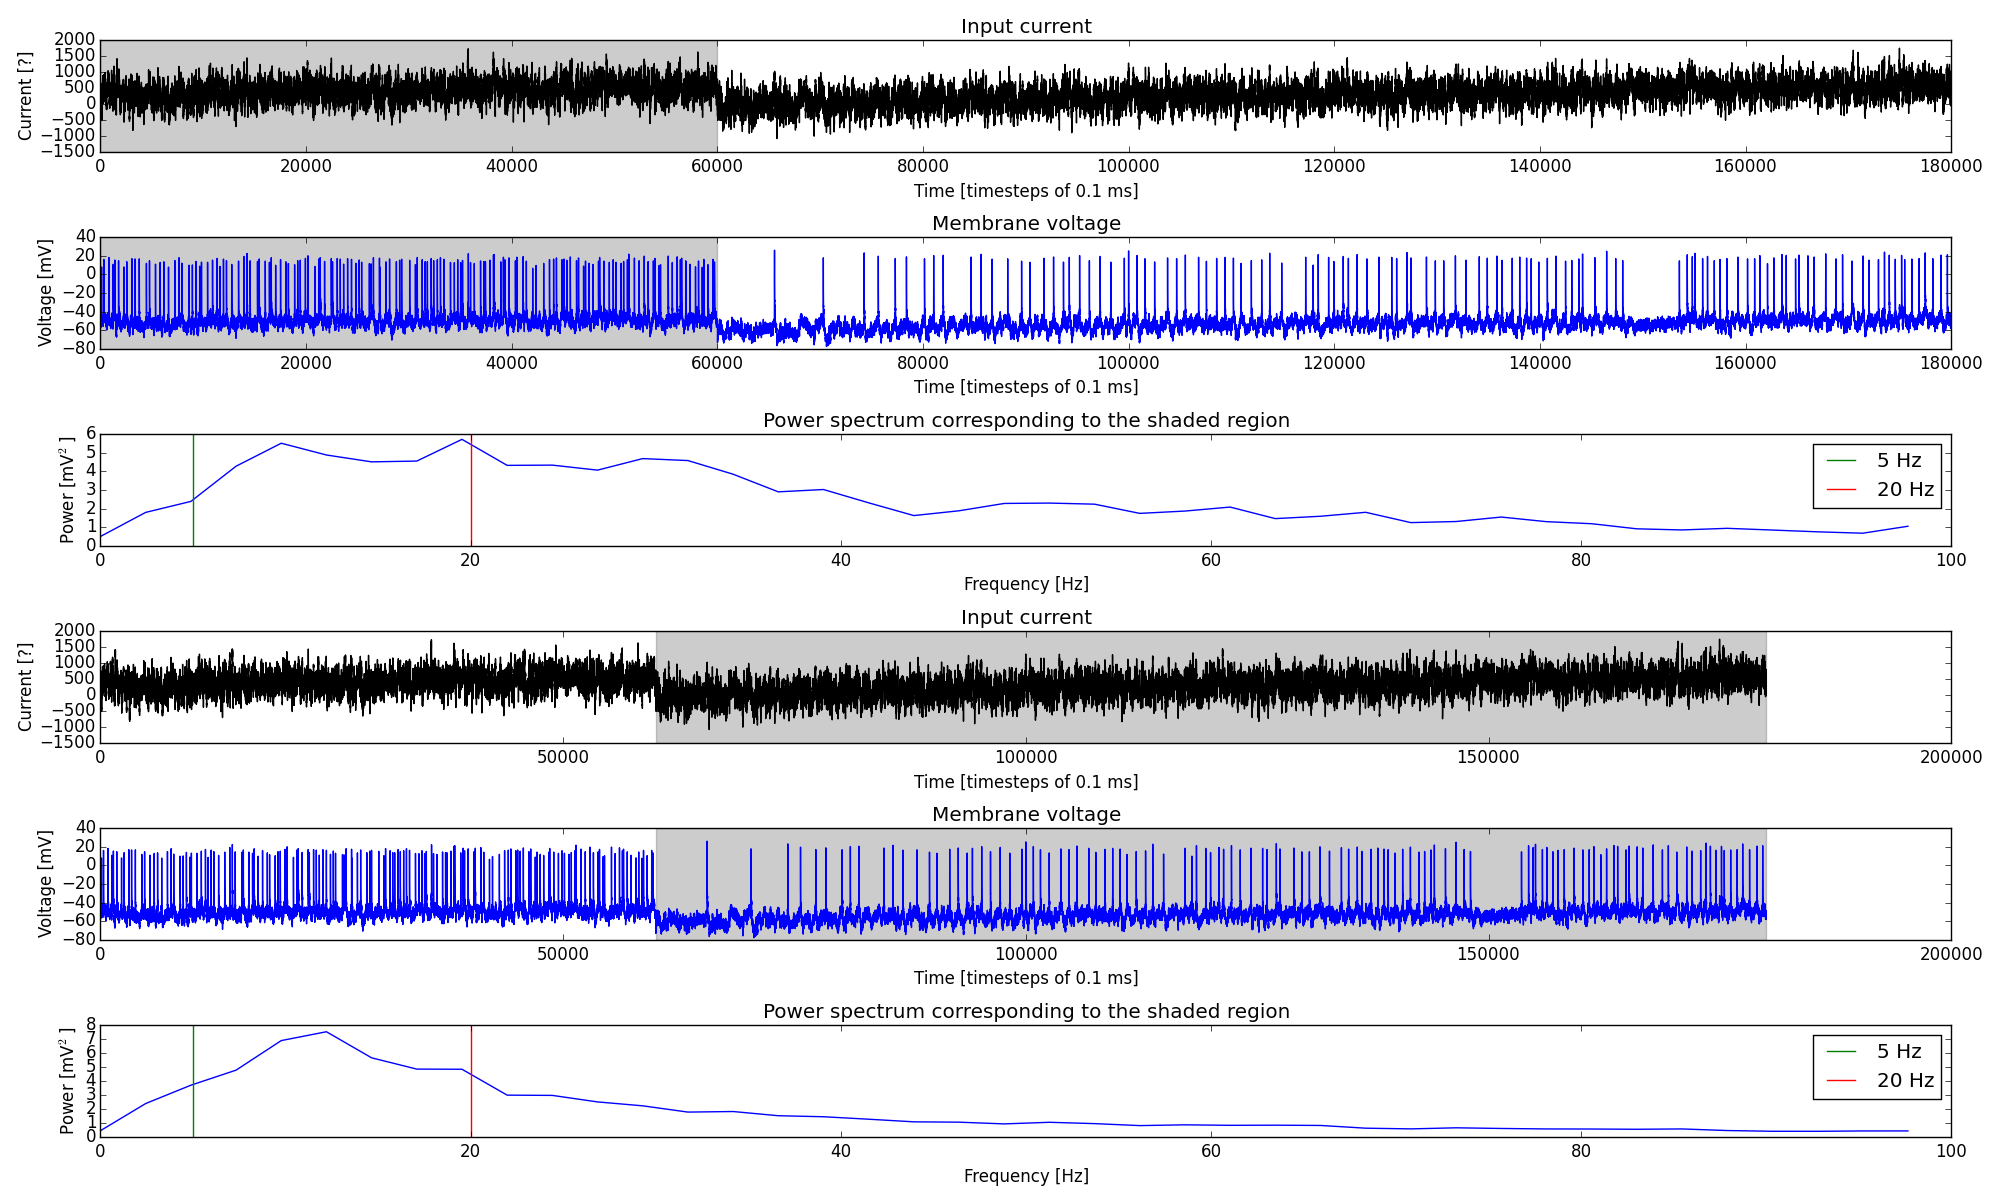 Input current
2000
1500
1000
500
0
−500
−1000
−1500
Current [?]
0 20000 40000 60000 80000 100000 120000 140000 160000 180000
Time [timesteps of 0.1 ms]
Membrane voltage
40
20
0
−20
−40
−60
−80
Voltage [mV]
0 20000 40000 60000 80000 100000 120000 140000 160000 180000
Time [timesteps of 0.1 ms]
Power spectrum corresponding to the shaded region
6
5
4
3
2
1
0
Power [mV²]
5 Hz
20 Hz
0 20 40 60 80 100
Frequency [Hz]
Input current
2000
1500
1000
500
0
−500
−1000
−1500
Current [?]
0 50000 100000 150000 200000
Time [timesteps of 0.1 ms]
Membrane voltage
40
20
0
−20
−40
−60
−80
Voltage [mV]
0 50000 100000 150000 200000
Time [timesteps of 0.1 ms]
Power spectrum corresponding to the shaded region
8
7
6
5
4
3
2
1
0
Power [mV²]
5 Hz
20 Hz
0 20 40 60 80 100
Frequency [Hz]